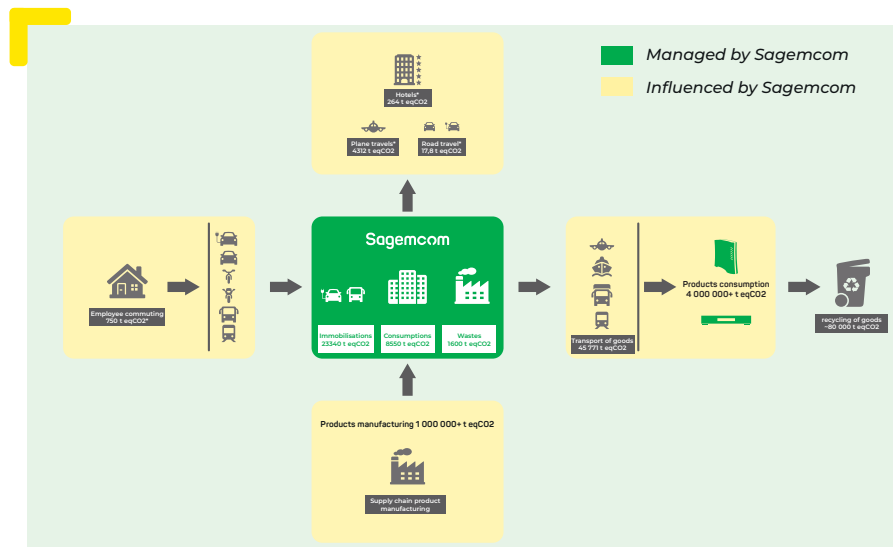 Managed by Sagemcom
Influenced by Sagemcom
Hotels*
264 t eqCO2
Plane travels*
4312 t eqCO2
Road travel*
17,8 t eqCO2
Employee commuting
750 t eqCO2*
Sagemcom
Immobilisations
23340 t eqCO2
Consumptions
8550 t eqCO2
Wastes
1600 t eqCO2
Transport of goods
45 771 t eqCO2
Products consumption
4 000 000+ t eqCO2
recycling of goods
~80 000 t eqCO2
Products manufacturing 1 000 000+ t eqCO2
Supply chain product
manufacturing